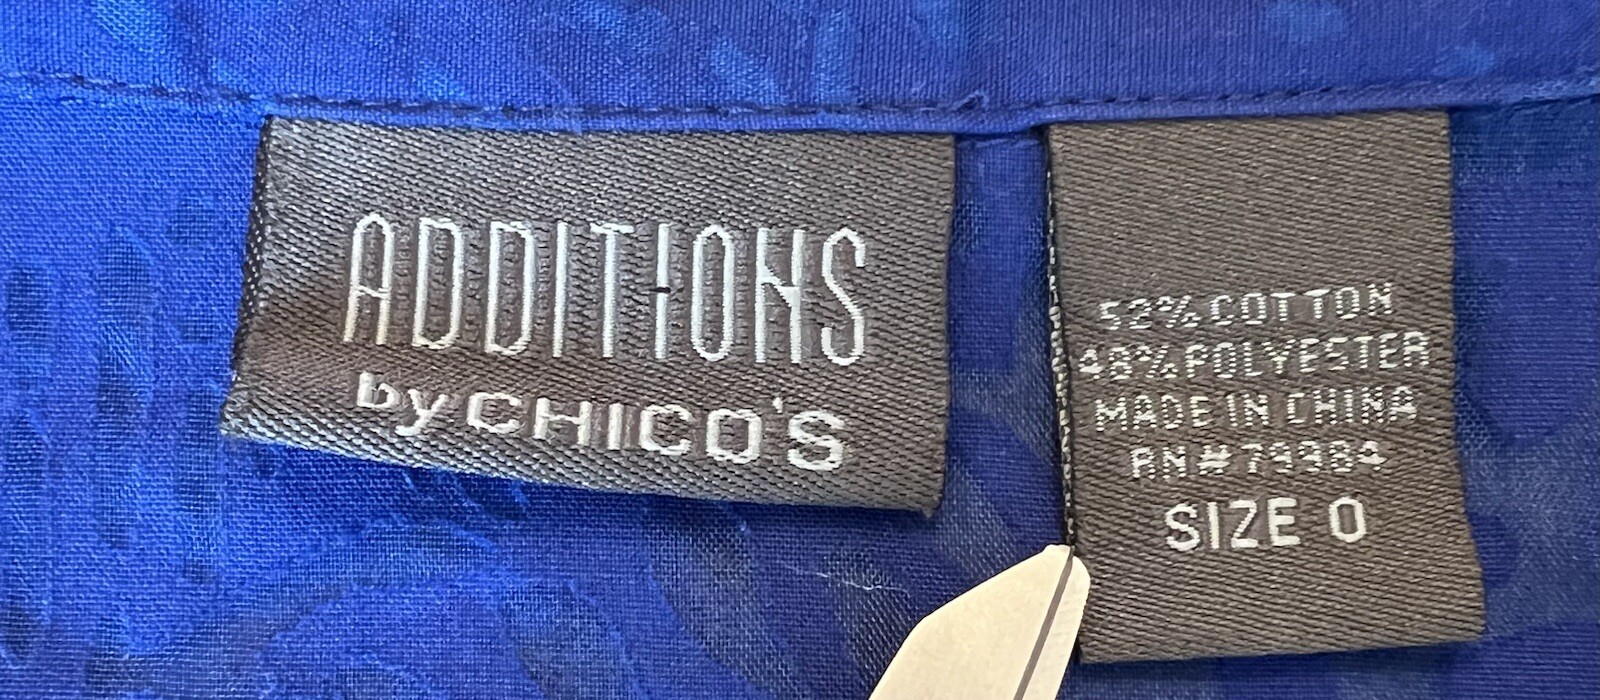 ADDITIONS
by CHICO'S
52% COTTON
48% POLYESTER
MADE IN CHINA
RN# 79984
SIZE 0